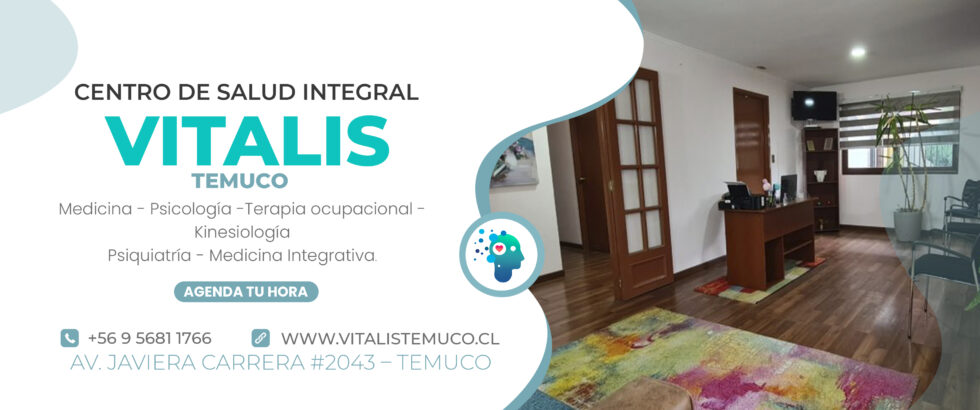 CENTRO DE SALUD INTEGRAL
VITALIS
TEMUCO
Medicina - Psicología -Terapia ocupacional -
Kinesiología
Psiquiatría - Medicina Integrativa.
AGENDA TU HORA
+56 9 5681 1766
WWW.VITALISTEMUCO.CL
AV. JAVIERA CARRERA #2043 – TEMUCO